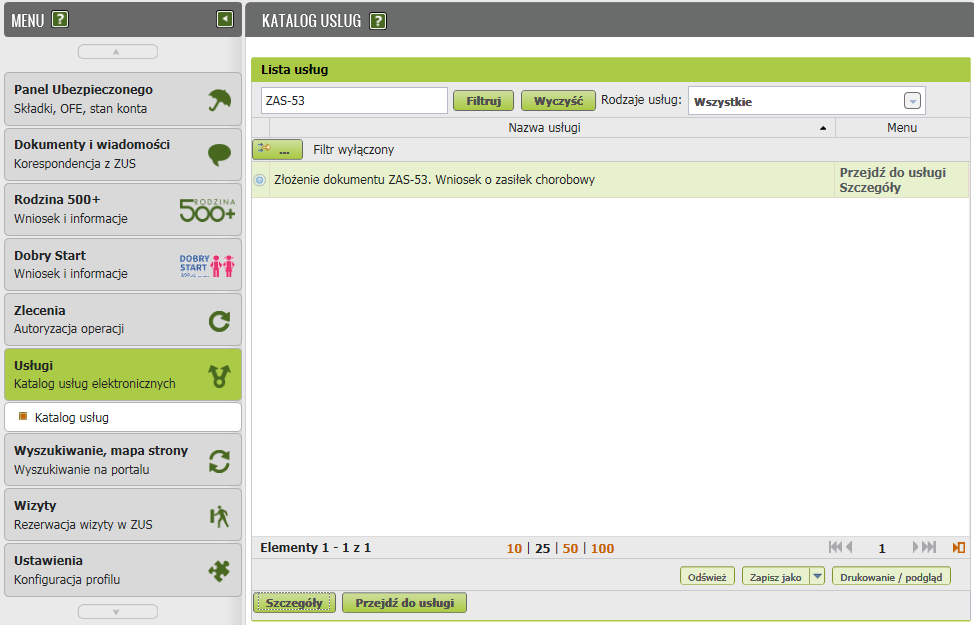 MENU ?
KATALOG USŁUG ?
Panel Ubezpieczonego
Składki, OFE, stan konta
Dokumenty i wiadomości
Korespondencja z ZUS
Rodzina 500+
Wniosek i informacje
RODZINA
500+
Dobry Start
Wniosek i informacje
DOBRY
START
Zlecenia
Autoryzacja operacji
Usługi
Katalog usług elektronicznych
Katalog usług
Wyszukiwanie, mapa strony
Wyszukiwanie na portalu
Wizyty
Rezerwacja wizyty w ZUS
Ustawienia
Konfiguracja profilu
Lista usług
ZAS-53 Filtruj Wyczyść Rodzaje usług: Wszystkie
Nazwa usługi Menu
... Filtr wyłączony
Złożenie dokumentu ZAS-53. Wniosek o zasiłek chorobowy
Przejdź do usługi
Szczegóły
Elementy 1 - 1 z 1 10 | 25 | 50 | 100 1
Odśwież Zapisz jako Drukowanie / podgląd
Szczegóły Przejdź do usługi